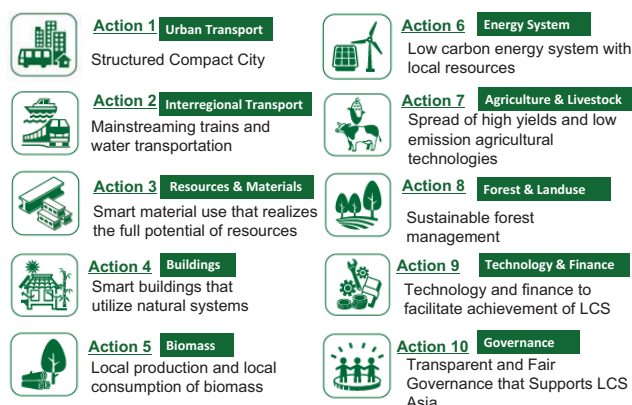 Action 1 Urban Transport
Structured Compact City
Action 2 Interregional Transport
Mainstreaming trains and
water transportation
Action 3 Resources & Materials
Smart material use that realizes
the full potential of resources
Action 4 Buildings
Smart buildings that
utilize natural systems
Action 5 Biomass
Local production and local
consumption of biomass
Action 6 Energy System
Low carbon energy system with
local resources
Action 7 Agriculture & Livestock
Spread of high yields and low
emission agricultural
technologies
Action 8 Forest & Landuse
Sustainable forest
management
Action 9 Technology & Finance
Technology and finance to
facilitate achievement of LCS
Action 10 Governance
Transparent and Fair
Governance that Supports LCS
Asia